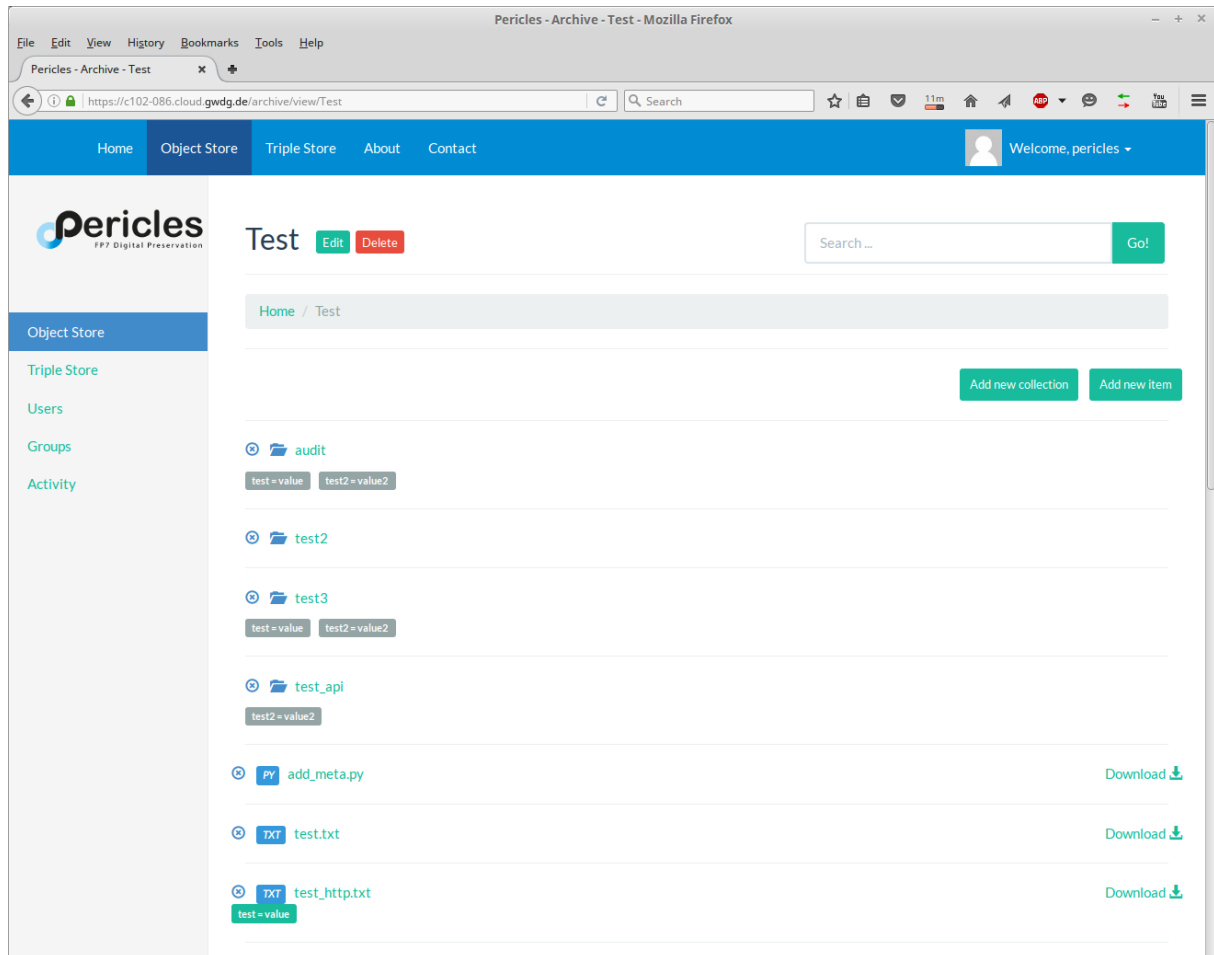 Pericles - Archive - Test - Mozilla Firefox
File Edit View History Bookmarks Tools Help
Pericles - Archive - Test
https://c102-086.cloud.gwdg.de/archive/view/Test Search 11m ABP You Tube
Home Object Store Triple Store About Contact Welcome, pericles
Pericles
FP7 Digital Preservation
Test Edit Delete Search ... Go!
Home / Test
Object Store
Triple Store
Users
Groups
Activity
Add new collection Add new item
audit
test=value test2=value2
test2
test3
test=value test2=value2
test_api
test2=value2
PY add_meta.py Download
TXT test.txt Download
TXT test_http.txt Download
test=value